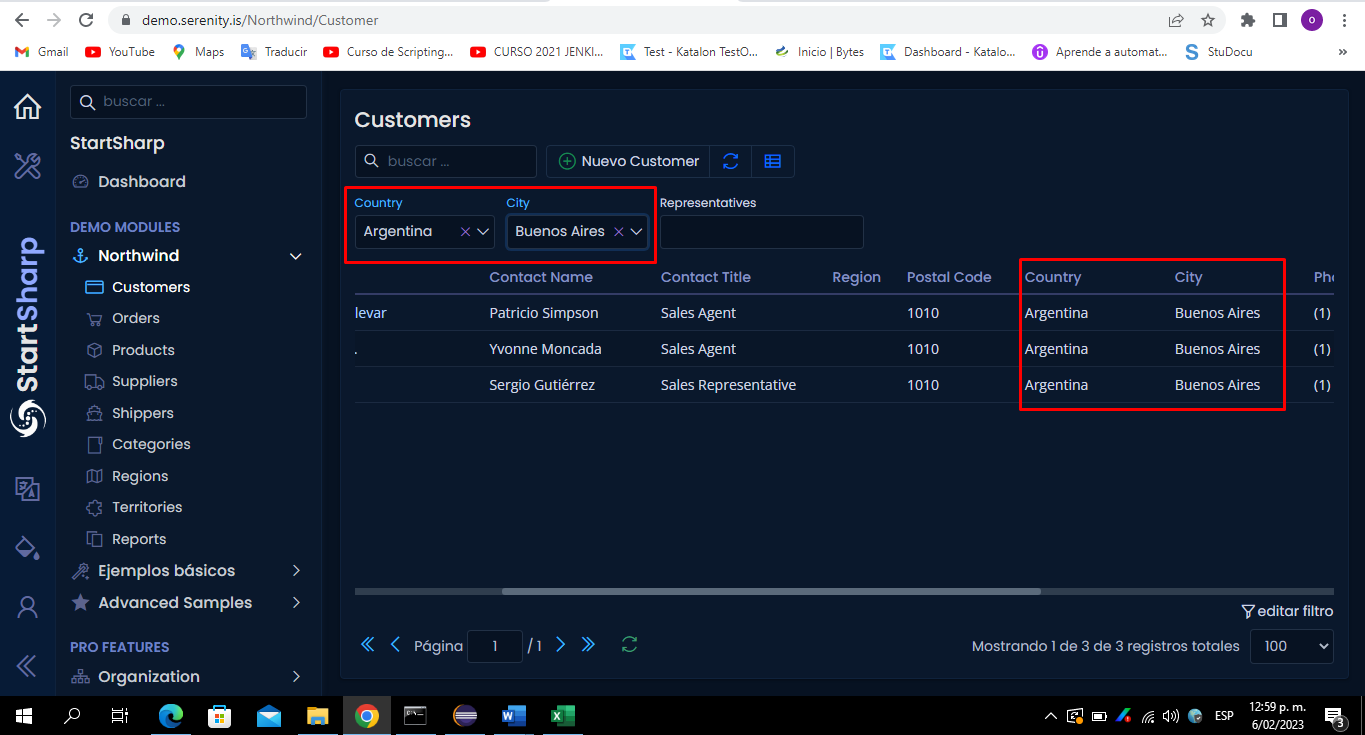 demo.serenity.is/Northwind/Customer
O
Gmail YouTube Maps Traducir Curso de Scripting... CURSO 2021 JENKI... Test - Katalon TestO... Inicio | Bytes Dashboard - Katalo... Aprende a automat... StuDocu »
buscar ...
StartSharp
Dashboard
DEMO MODULES
Northwind
Customers
Orders
Products
Suppliers
Shippers
Categories
Regions
Territories
Reports
Ejemplos básicos
Advanced Samples
PRO FEATURES
Organization
StartSharp
Customers
buscar ... Nuevo Customer
Country City Representatives
Argentina Buenos Aires
Contact Name Contact Title Region Postal Code Country City Pho
levar Patricio Simpson Sales Agent 1010 Argentina Buenos Aires (1)
. Yvonne Moncada Sales Agent 1010 Argentina Buenos Aires (1)
Sergio Gutiérrez Sales Representative 1010 Argentina Buenos Aires (1)
editar filtro
Página 1 / 1 Mostrando 1 de 3 de 3 registros totales 100
ESP 12:59 p. m.
6/02/2023
3